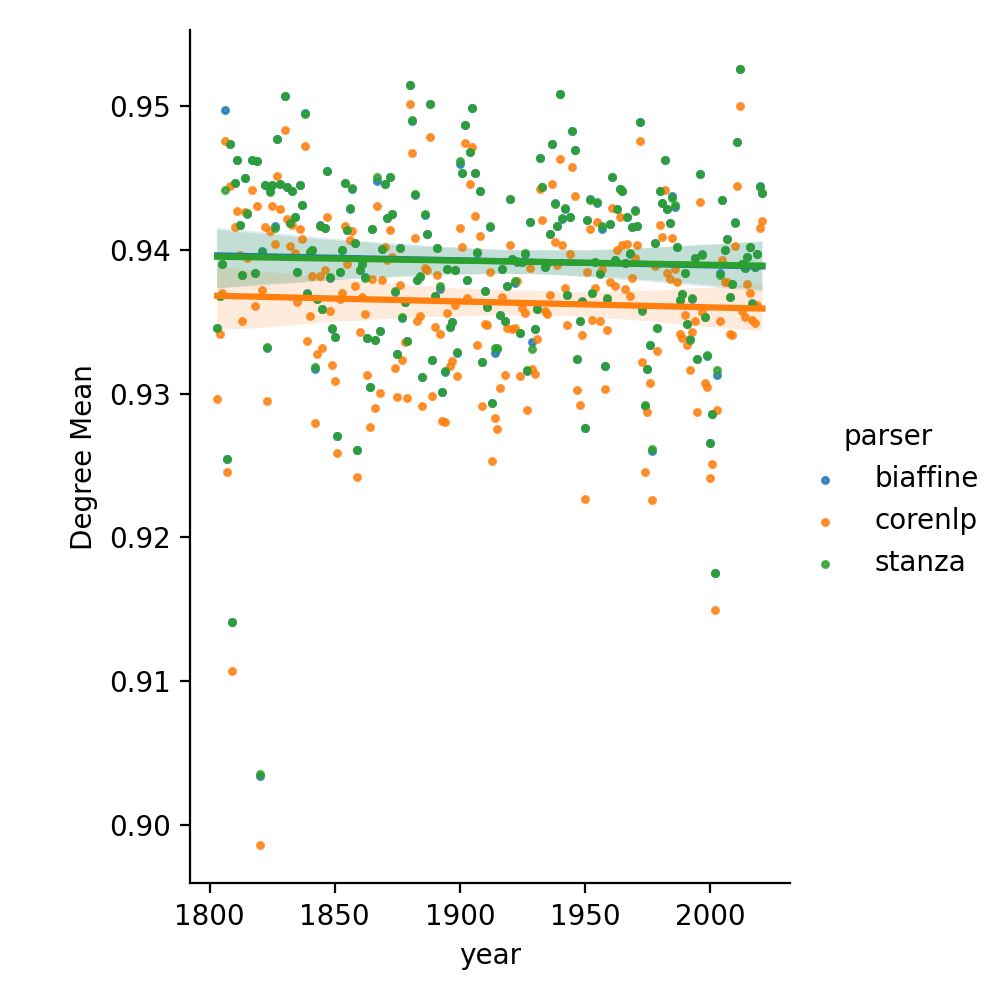 0.95
0.94
0.93
0.92
0.91
0.90
Degree Mean
1800 1850 1900 1950 2000
year
parser
biaffine
corenlp
stanza